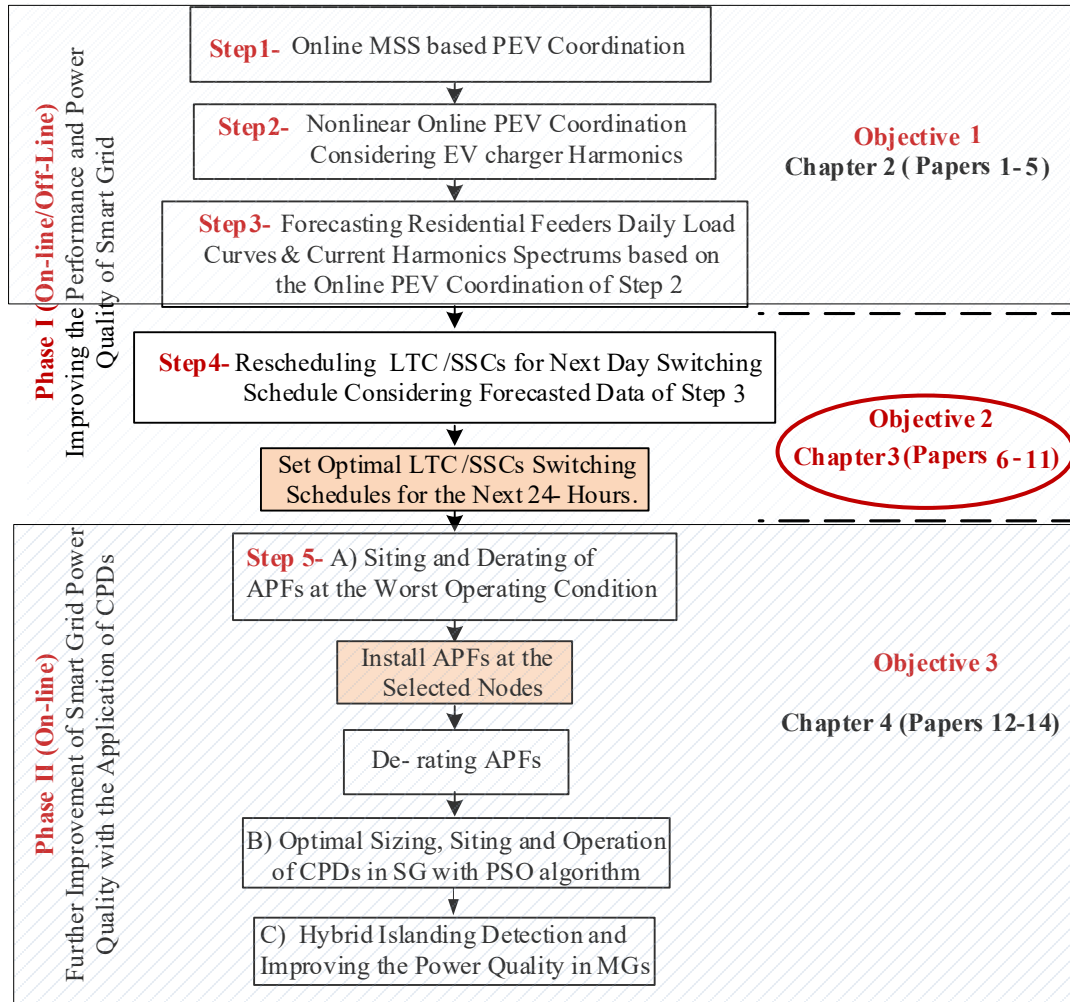 Step1- Online MSS based PEV Coordination
Step2- Nonlinear Online PEV Coordination
Considering EV charger Harmonics
Step3- Forecasting Residential Feeders Daily Load
Curves & Current Harmonics Spectrums based on
the Online PEV Coordination of Step 2
Objective 1
Chapter 2 (Papers 1-5)
Phase I (On-line/Off-Line)
Improving the Performance and Power
Quality of Smart Grid
Step4- Rescheduling LTC/SSCs for Next Day Switching
Schedule Considering Forecasted Data of Step 3
Set Optimal LTC/SSCs Switching
Schedules for the Next 24- Hours.
Objective 2
Chapter3(Papers 6-11)
Phase II (On-line)
Further Improvement of Smart Grid Power
Quality with the Application of CPDs
Step 5- A) Siting and Derating of
APFs at the Worst Operating Condition
Install APFs at the
Selected Nodes
De- rating APFs
B) Optimal Sizing, Siting and Operation
of CPDs in SG with PSO algorithm
C) Hybrid Islanding Detection and
Improving the Power Quality in MGs
Objective 3
Chapter 4 (Papers 12-14)